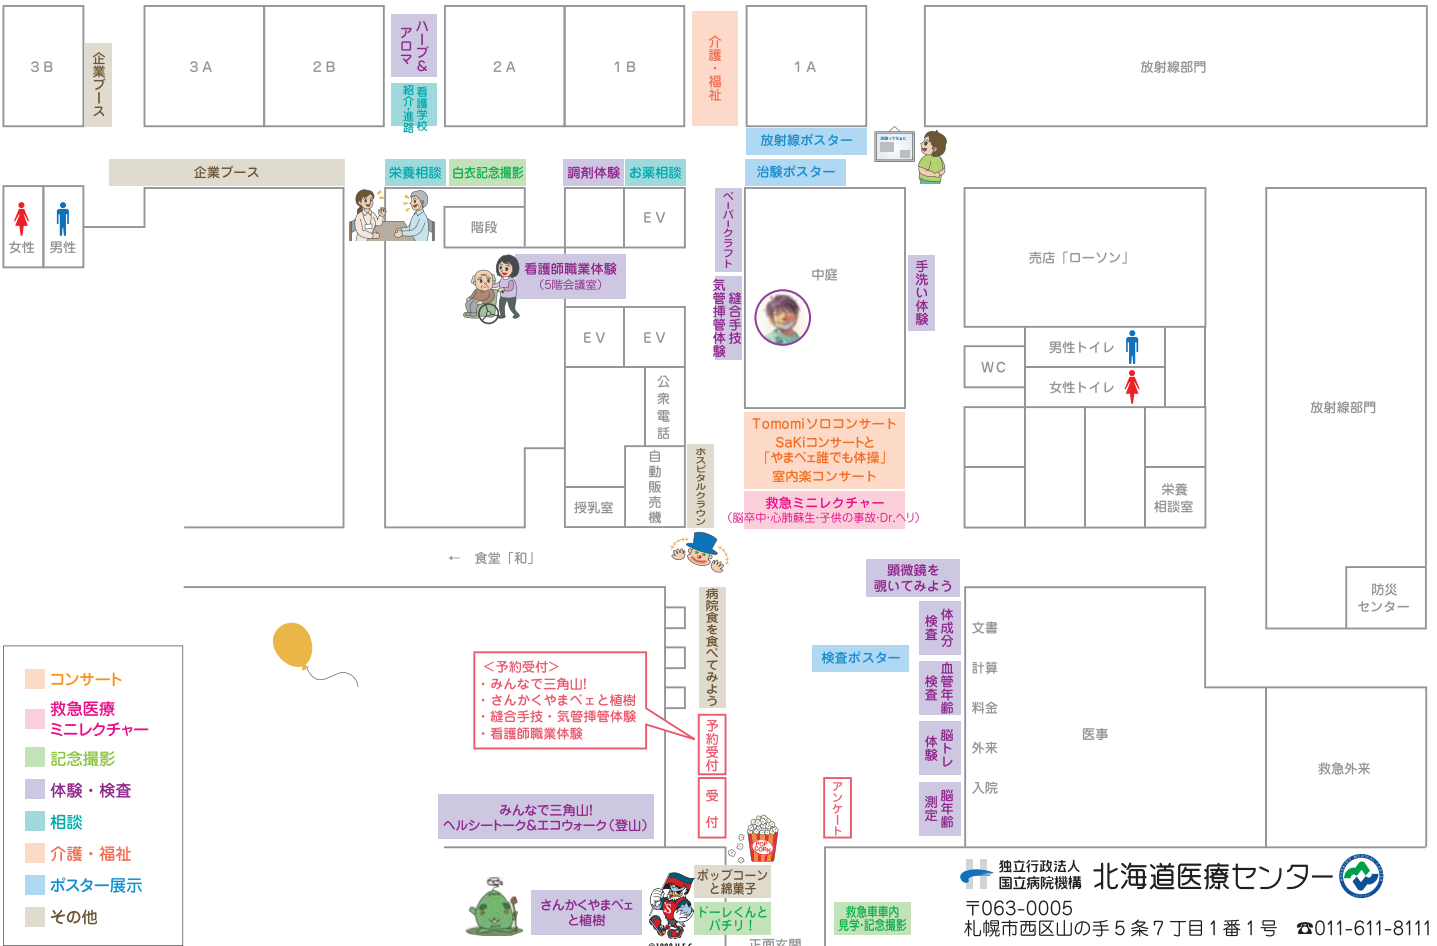 3B
企業ブース
3A
2B
ハーブ&
アロマ
看護学校
紹介・進路
2A
1B
介護・福祉
1A
放射線部門
放射線ポスター
治験ポスター
企業ブース
栄養相談
白衣記念撮影
調剤体験
お薬相談
女性
男性
階段
EV
看護師職業体験
(5階会議室)
EV
EV
公衆電話
自動販売機
授乳室
ペーパークラフト
縫合手技
気管挿管体験
中庭
手洗い体験
売店「ローソン」
男性トイレ
WC
女性トイレ
放射線部門
栄養
相談室
防災
センター
Tomomiソロコンサート
SaKiコンサートと
「やまべェ誰でも体操」
室内楽コンサート
救急ミニレクチャー
(脳卒中・心肺蘇生・子供の事故・Dr.ヘリ)
ホスピタルクラウン
← 食堂「和」
病院食を食べてみよう
顕微鏡を
覗いてみよう
体成分
検査
血管年齢
検査
脳トレ
体験
脳年齢
測定
文書
計算
料金
外来
入院
医事
救急外来
検査ポスター
<予約受付>
・みんなで三角山!
・さんかくやまべェと植樹
・縫合手技・気管挿管体験
・看護師職業体験
予約受付
受付
アンケート
みんなで三角山!
ヘルシートーク&エコウォーク(登山)
さんかくやまべェ
と植樹
POP
CORN
ポップコーン
と綿菓子
ドーレくんと
パチリ!
救急車車内
見学・記念撮影
正面玄関
コンサート
救急医療
ミニレクチャー
記念撮影
体験・検査
相談
介護・福祉
ポスター展示
その他
独立行政法人
国立病院機構
北海道医療センター
〒063-0005
札幌市西区山の手5条7丁目1番1号 ☎011-611-8111